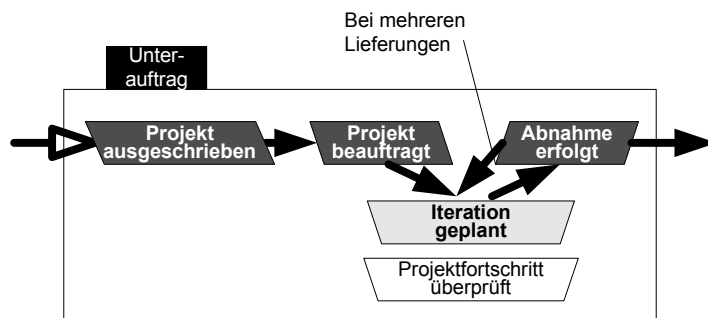 Bei mehreren
Lieferungen
Unter-
auftrag
Projekt
ausgeschrieben
Projekt
beauftragt
Abnahme
erfolgt
Iteration
geplant
Projektfortschritt
überprüft